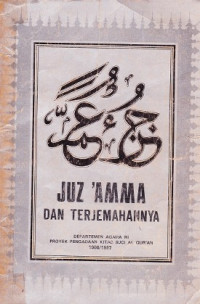 جزء عم
JUZ 'AMMA
DAN TERJEMAHANNYA
DEPARTEMEN AGAMA RI
PROYEK PENGADAAN KITAB SUCI AL QUR'AN